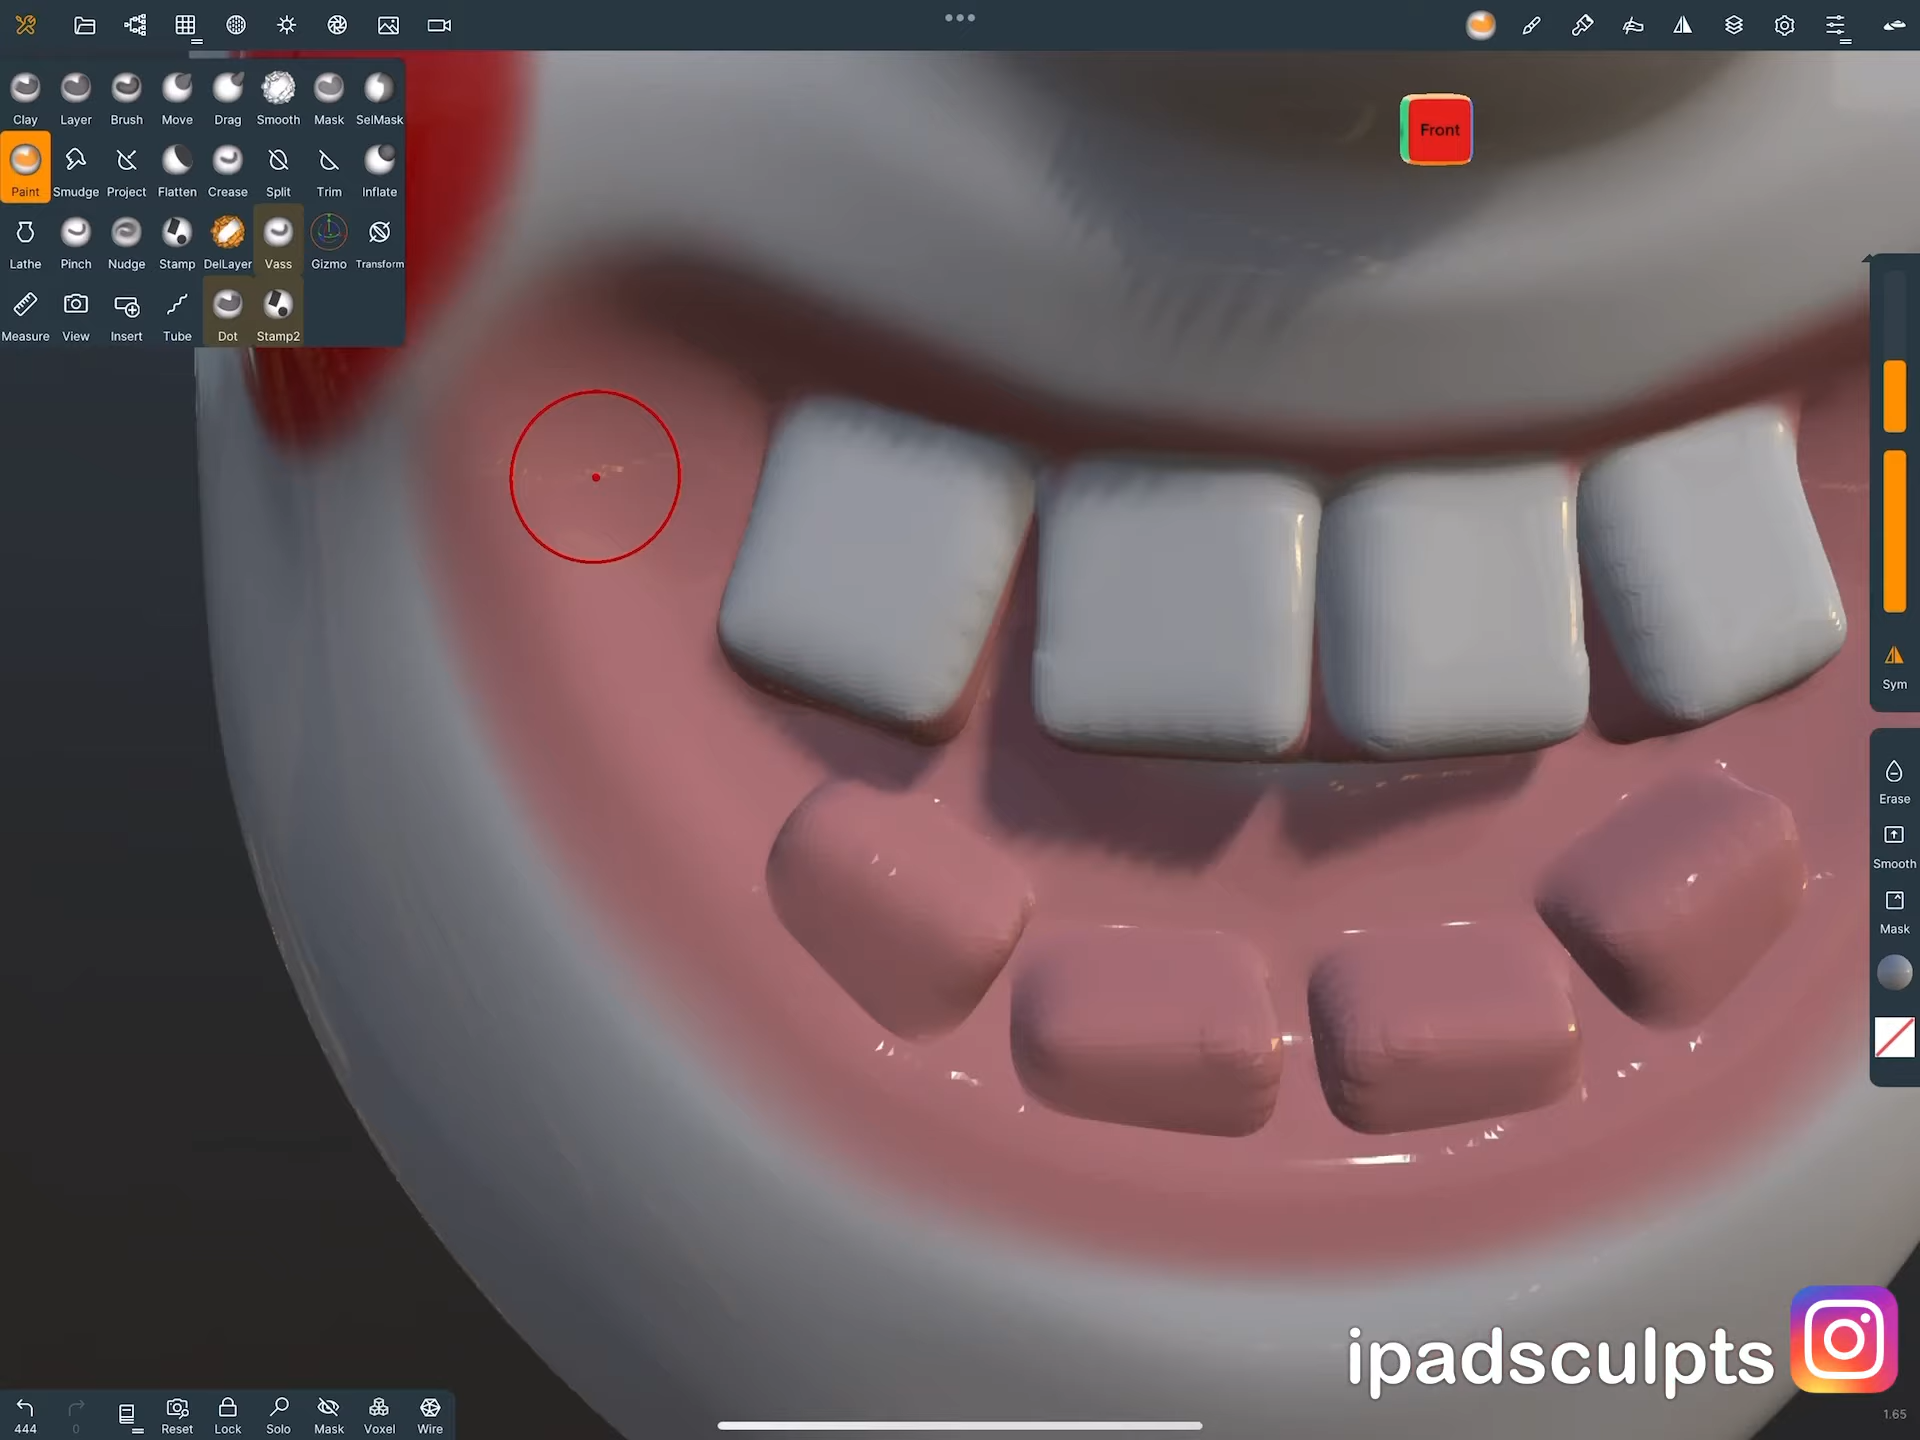 Front
Clay Layer Brush Move Drag Smooth Mask SelMask
Paint Smudge Project Flatten Crease Split Trim Inflate
Lathe Pinch Nudge Stamp DelLayer Vass Gizmo Transform
Measure View Insert Tube Dot Stamp2
Sym
Erase
Smooth
Mask
ipadsculpts
444 0 Reset Lock Solo Mask Voxel Wire
1.65